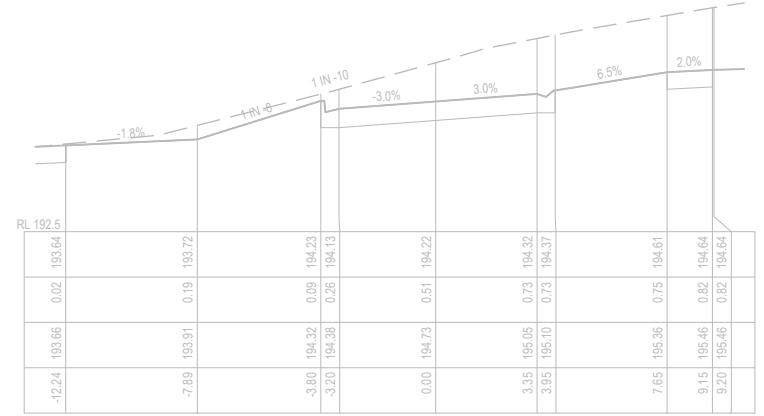 1 IN -10
2.0%
6.5%
3.0%
-3.0%
1 IN -8
-1.8%
RL 192.5
193.64 193.72 194.23 194.13 194.22 194.32 194.37 194.61 194.64 194.64
0.02 0.19 0.09 0.26 0.51 0.73 0.73 0.75 0.82 0.82
193.66 193.91 194.32 194.38 194.73 195.05 195.10 195.36 195.46 195.46
-12.24 -7.89 -3.80 -3.20 0.00 3.35 3.95 7.65 9.15 9.20